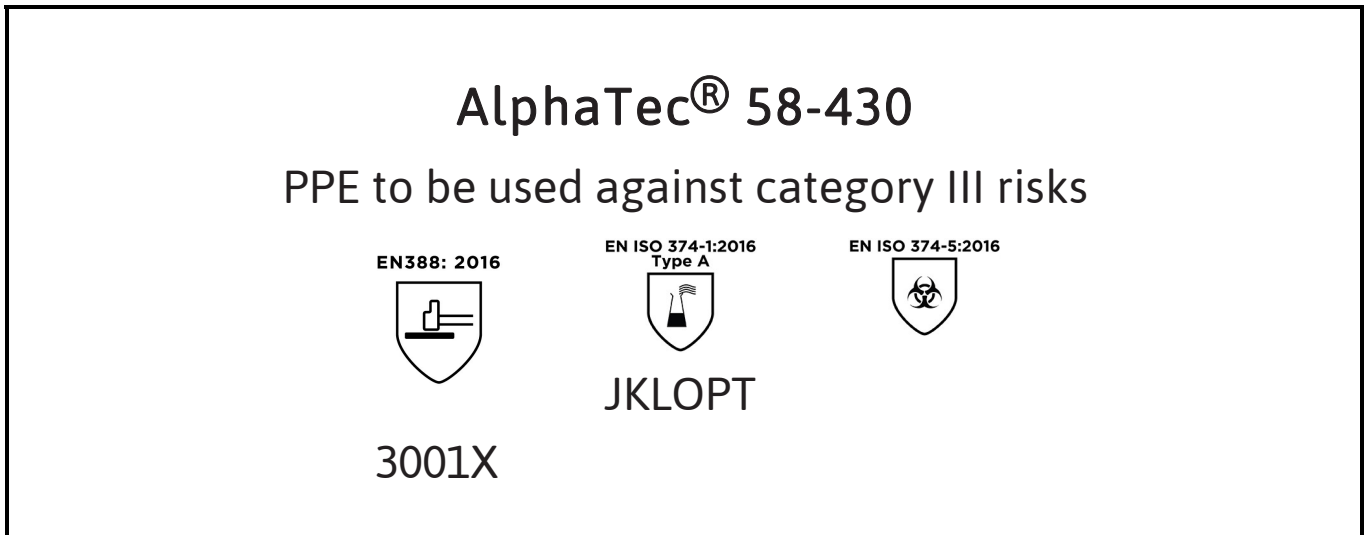 AlphaTec® 58-430
PPE to be used against category III risks
EN388: 2016
3001X
EN ISO 374-1:2016
Type A
JKLOPT
EN ISO 374-5:2016